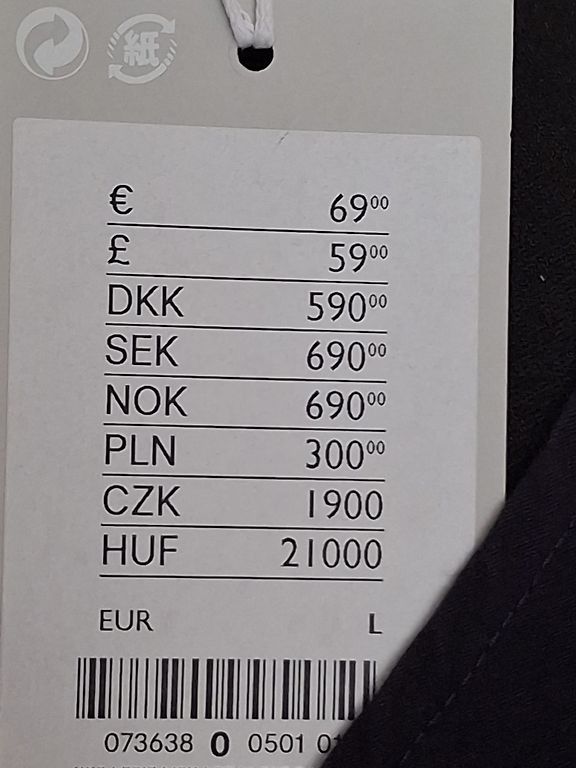 紙
€ 69⁰⁰
£ 59⁰⁰
DKK 590⁰⁰
SEK 690⁰⁰
NOK 690⁰⁰
PLN 300⁰⁰
CZK 1900
HUF 21000
EUR L
073638 0 0501